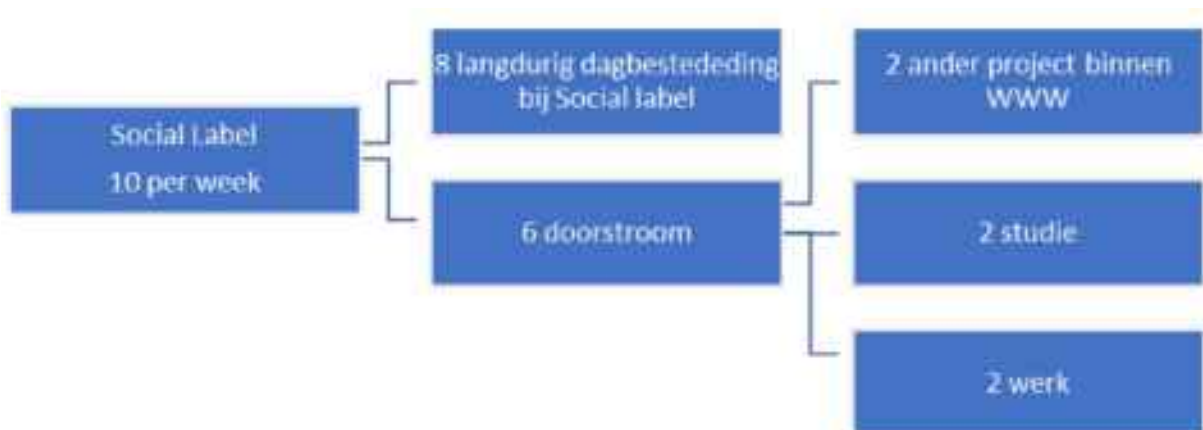 Social Label
10 per week
8 langdurig dagbestededing
bij Social label
6 doorstroom
2 ander project binnen
WWW
2 studie
2 werk